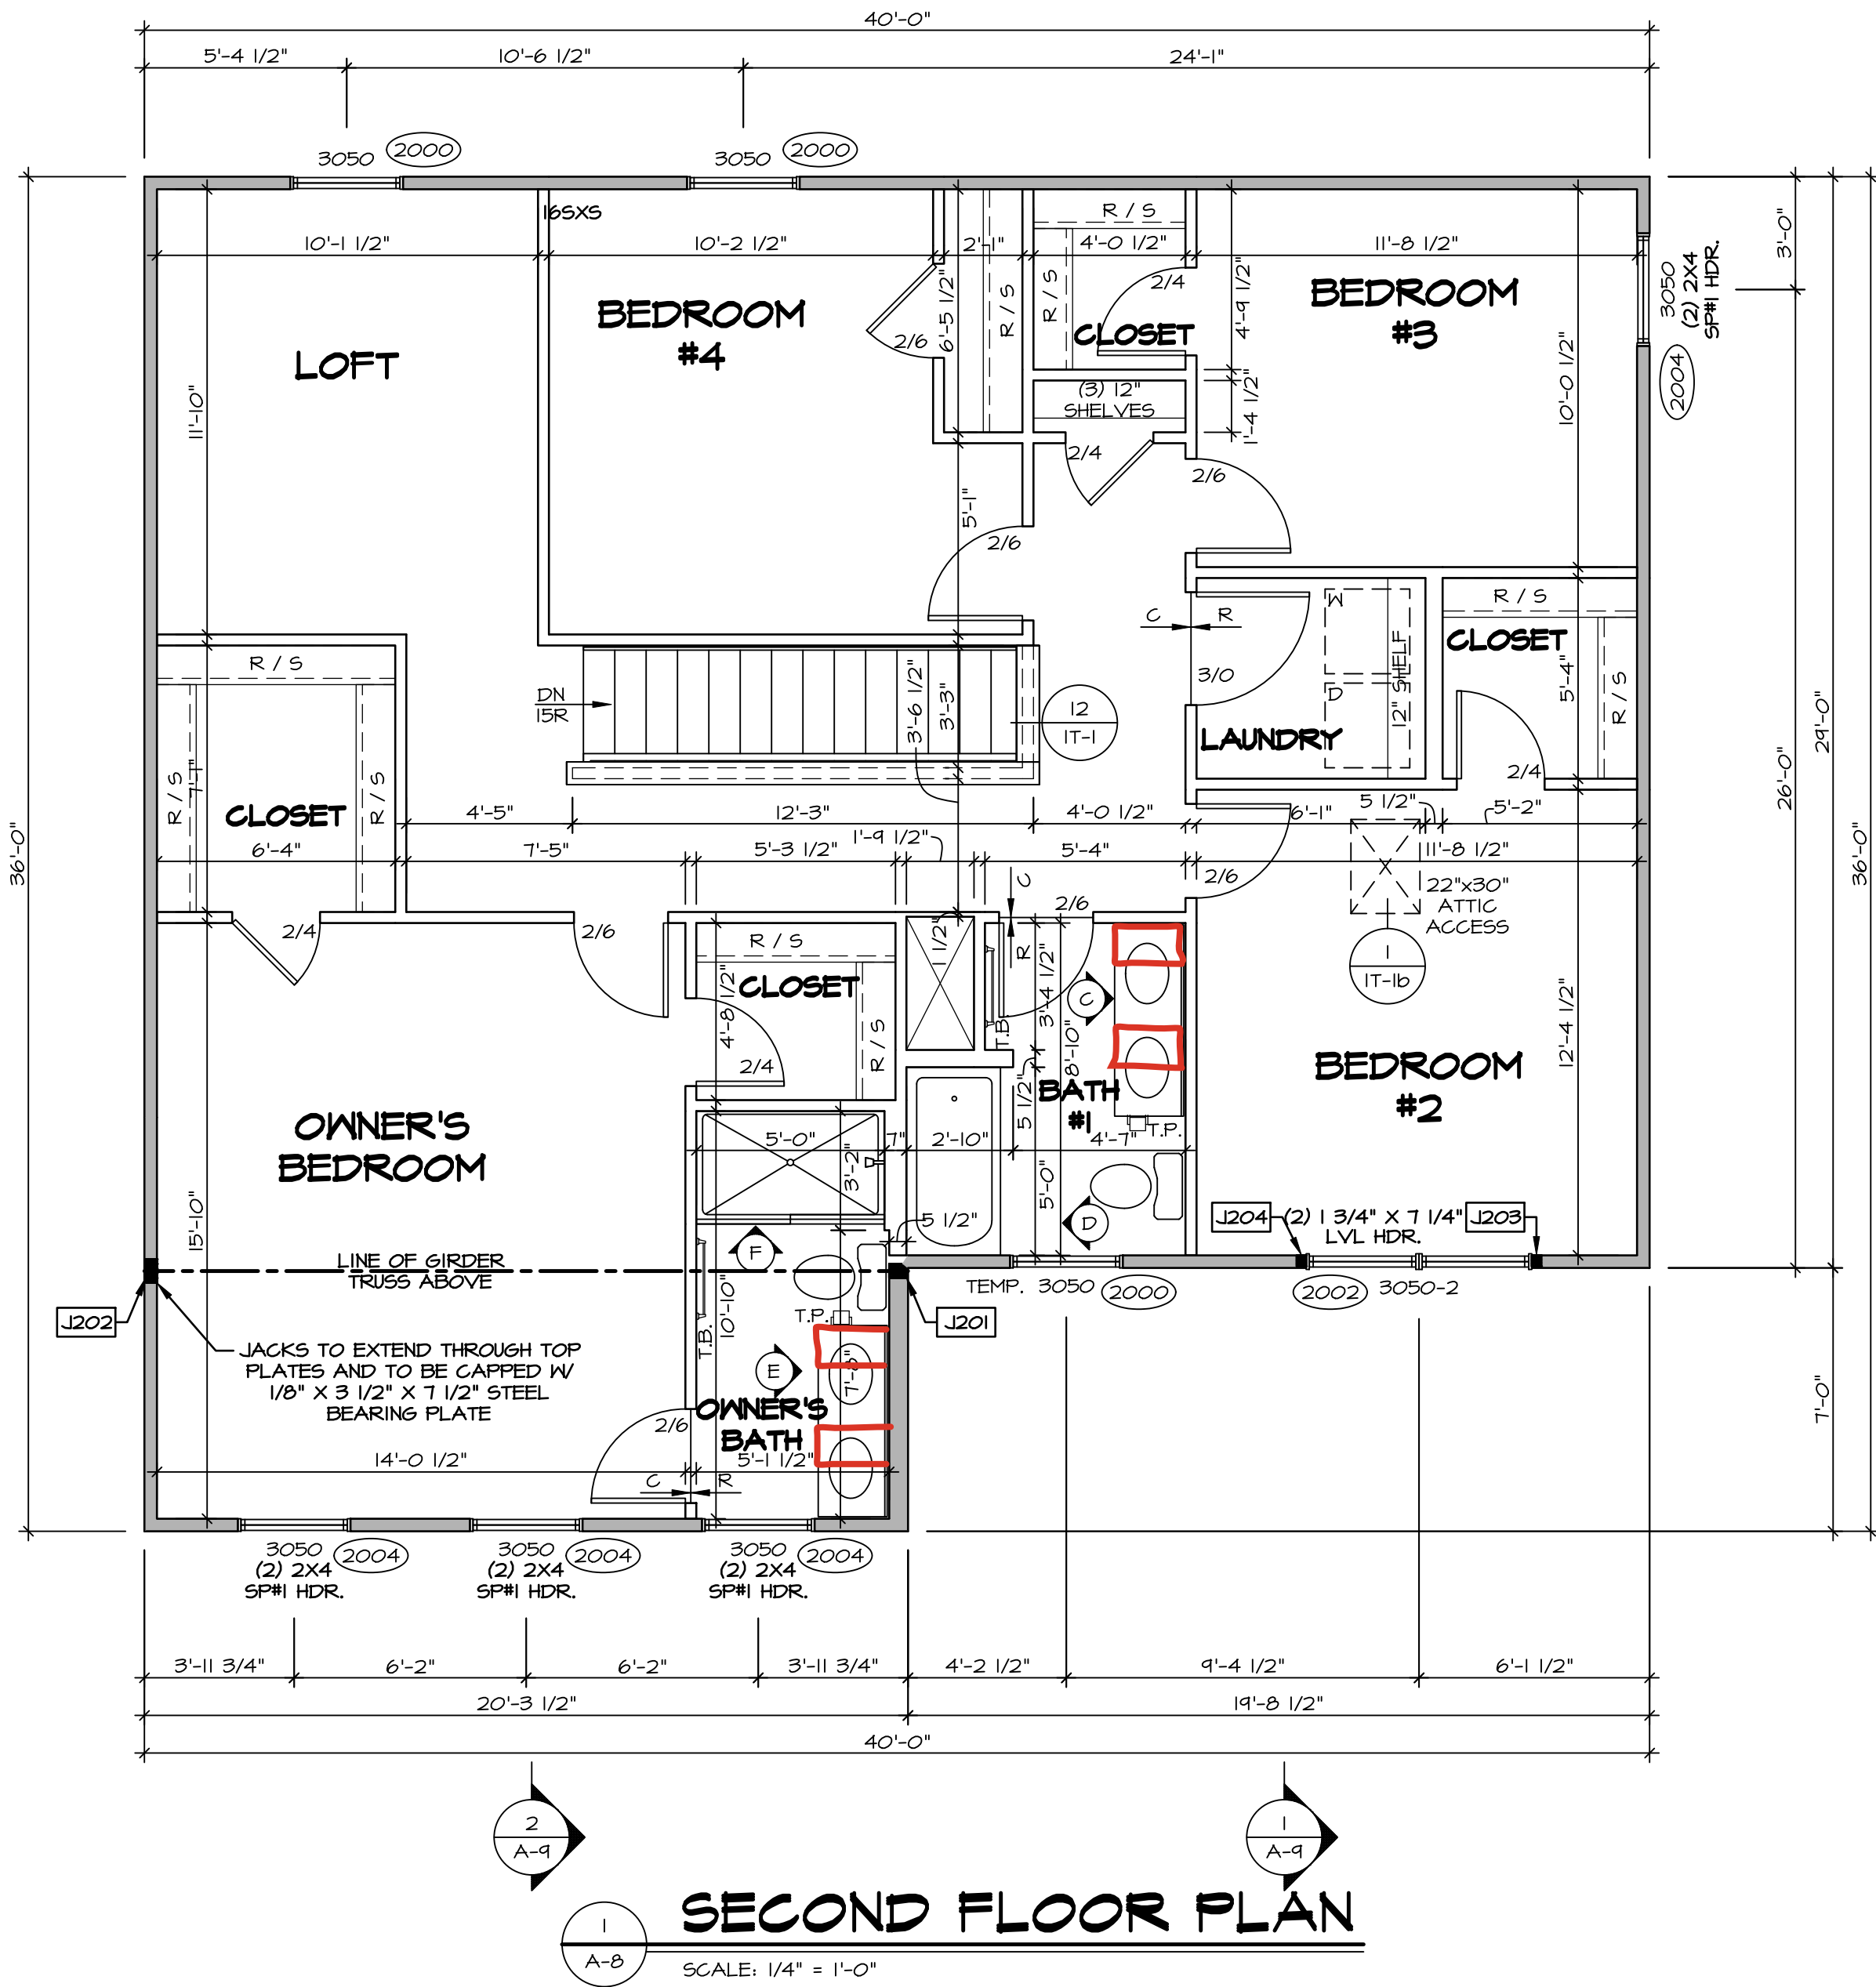 40'-0"
5'-4 1/2"
10'-6 1/2"
24'-1"
3050
2000
3050
2000
16SXS
R / S
10'-1 1/2"
10'-2 1/2"
2'-1"
4'-0 1/2"
11'-8 1/2"
3'-0"
3050
(2) 2X4
SP#1 HDR.
2004
LOFT
BEDROOM
#4
2/6
6'-5 1/2"
R / S
R / S
2/4
CLOSET
4'-9 1/2"
BEDROOM
#3
10'-0 1/2"
11'-10"
(3) 12"
SHELVES
1'-4 1/2"
2/4
2/6
5'-1"
2/6
C
R
W
R / S
CLOSET
R / S
3'-6 1/2"
3'-3"
DN
15R
12
1T-1
3/0
D
12" SHELF
5'-4"
R / S
LAUNDRY
29'-0"
26'-0"
36'-0"
36'-0"
R / S
7'-1"
CLOSET
R / S
2/4
4'-5"
12'-3"
4'-0 1/2"
6'-1"
5 1/2"
5'-2"
6'-4"
7'-5"
5'-3 1/2"
1'-9 1/2"
5'-4"
11'-8 1/2"
2/6
22"x30"
ATTIC
ACCESS
1
1T-1b
2/4
2/6
R / S
CLOSET
4'-8 1/2"
R / S
2/4
1 1/2"
C
R
2/6
T.B.
3'-4 1/2"
8'-10"
C
12'-4 1/2"
BEDROOM
#2
5 1/2"
BATH
#1
T.P.
OWNER'S
BEDROOM
5'-0"
7"
2'-10"
4'-7"
3'-2"
5'-0"
15'-10"
5 1/2"
D
F
J204
(2) 1 3/4" X 7 1/4"
LVL HDR.
J203
LINE OF GIRDER
TRUSS ABOVE
TEMP. 3050
2000
2002
3050-2
J202
J201
T.B.
10'-10"
T.P.
JACKS TO EXTEND THROUGH TOP
PLATES AND TO BE CAPPED W/
1/8" X 3 1/2" X 7 1/2" STEEL
BEARING PLATE
E
7'-8"
OWNER'S
BATH
2/6
7'-0"
14'-0 1/2"
5'-1 1/2"
C
R
3050
2004
(2) 2X4
SP#1 HDR.
3050
2004
(2) 2X4
SP#1 HDR.
3050
2004
(2) 2X4
SP#1 HDR.
3'-11 3/4"
6'-2"
6'-2"
3'-11 3/4"
4'-2 1/2"
9'-4 1/2"
6'-1 1/2"
20'-3 1/2"
19'-8 1/2"
40'-0"
2
A-9
1
A-9
1
A-8
SECOND FLOOR PLAN
SCALE: 1/4" = 1'-0"